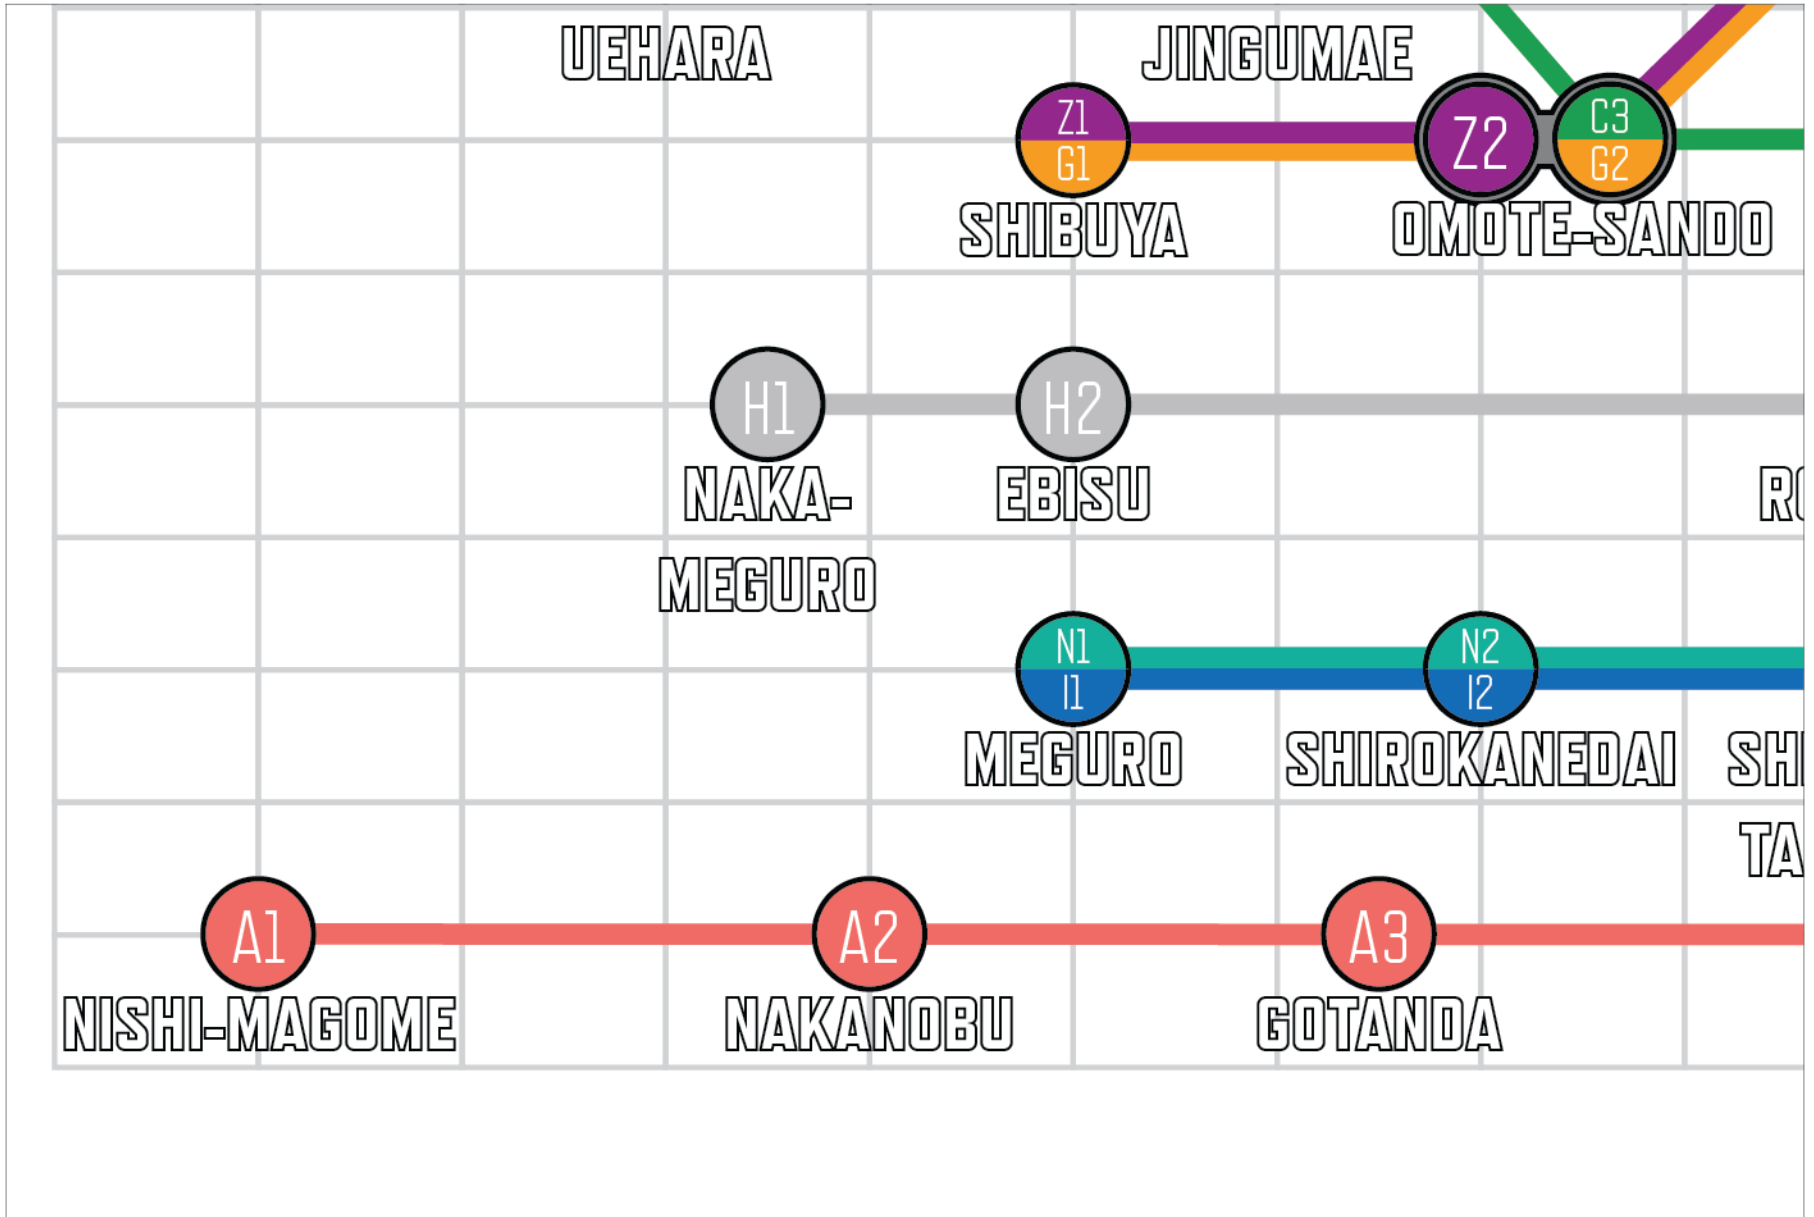 UEHARA
JINGUMAE
Z1
G1
Z2
C3
G2
SHIBUYA
OMOTE-SANDO
H1
H2
NAKA-
MEGURO
EBISU
N1
I1
N2
I2
MEGURO
SHIROKANEDAI
A1
A2
A3
NISHI-MAGOME
NAKANOBU
GOTANDA